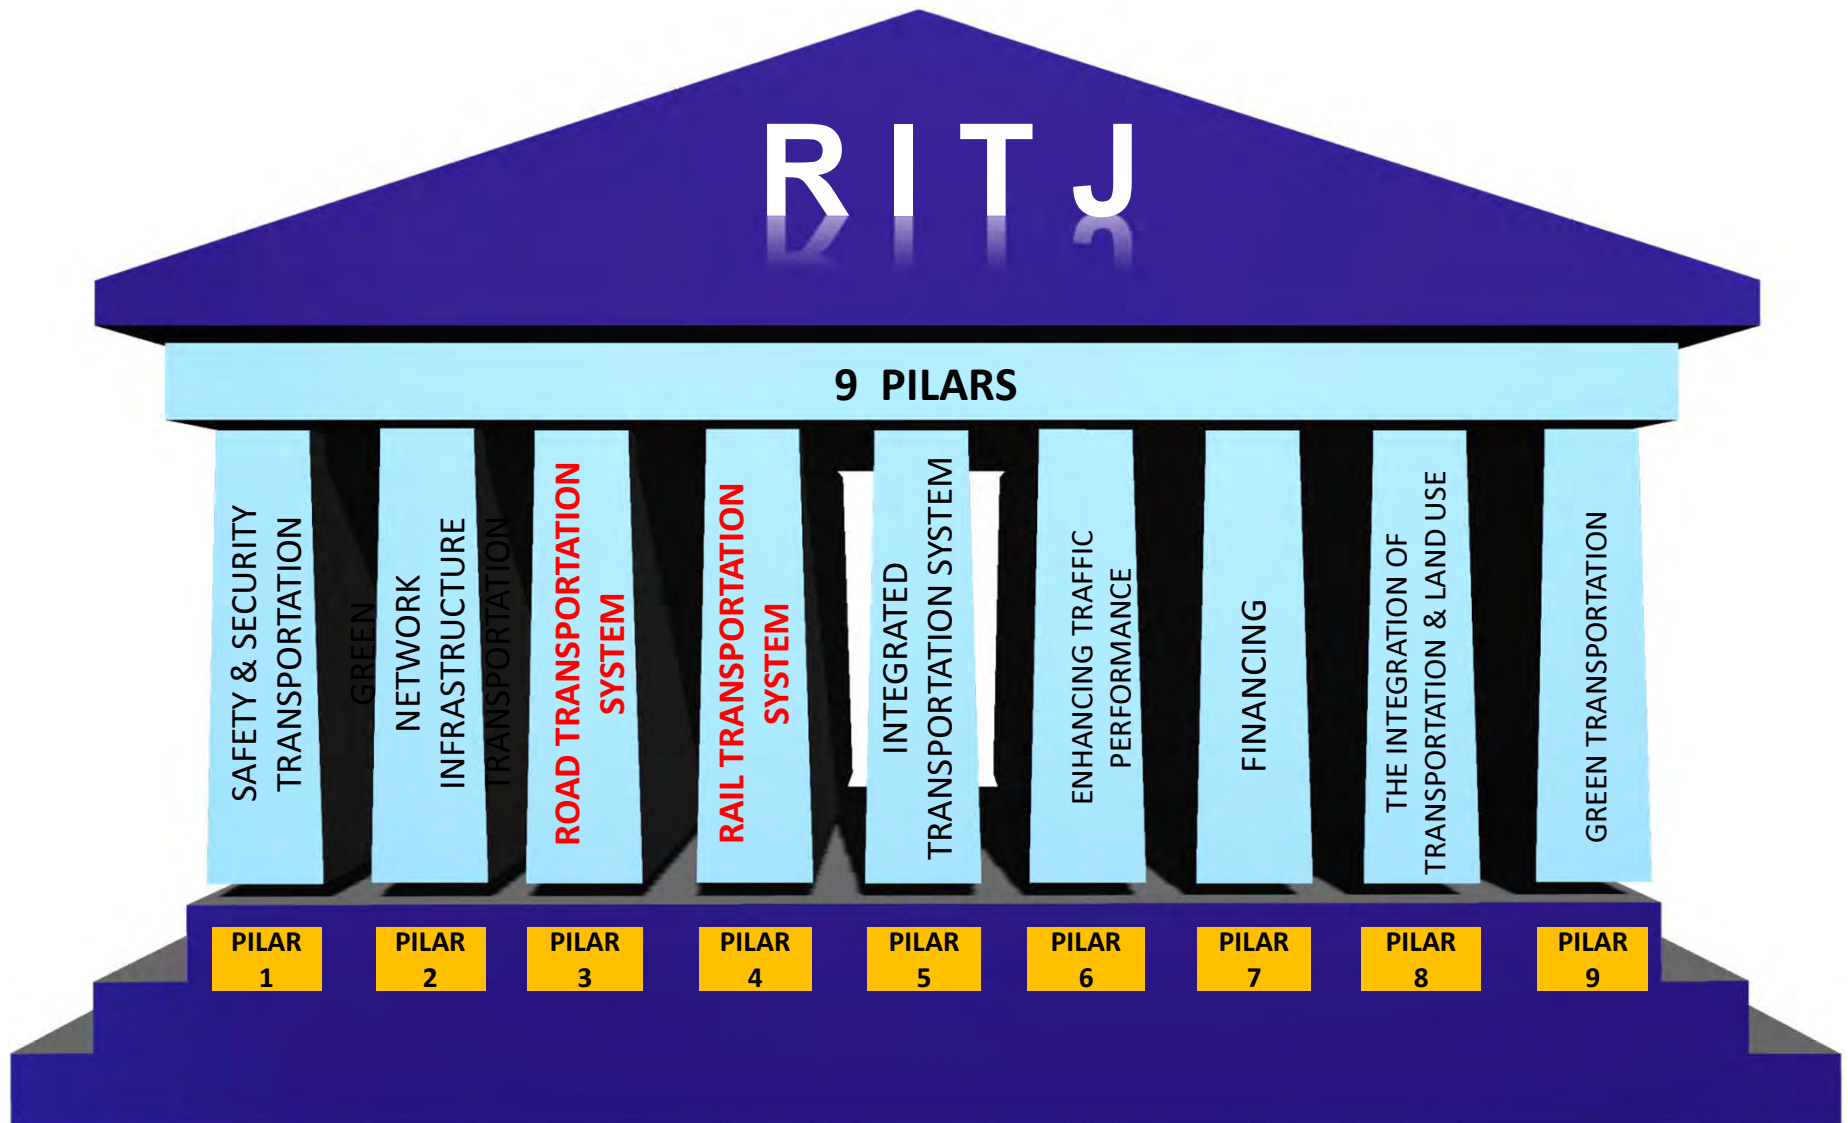 R I T J
9 PILARS
SAFETY & SECURITY
TRANSPORTATION
GREEN
NETWORK
INFRASTRUCTURE
TRANSPORTATION
ROAD TRANSPORTATION
SYSTEM
RAIL TRANSPORTATION
SYSTEM
INTEGRATED
TRANSPORTATION SYSTEM
ENHANCING TRAFFIC
PERFORMANCE
FINANCING
THE INTEGRATION OF
TRANSPORTATION & LAND USE
GREEN TRANSPORTATION
PILAR
1
PILAR
2
PILAR
3
PILAR
4
PILAR
5
PILAR
6
PILAR
7
PILAR
8
PILAR
9